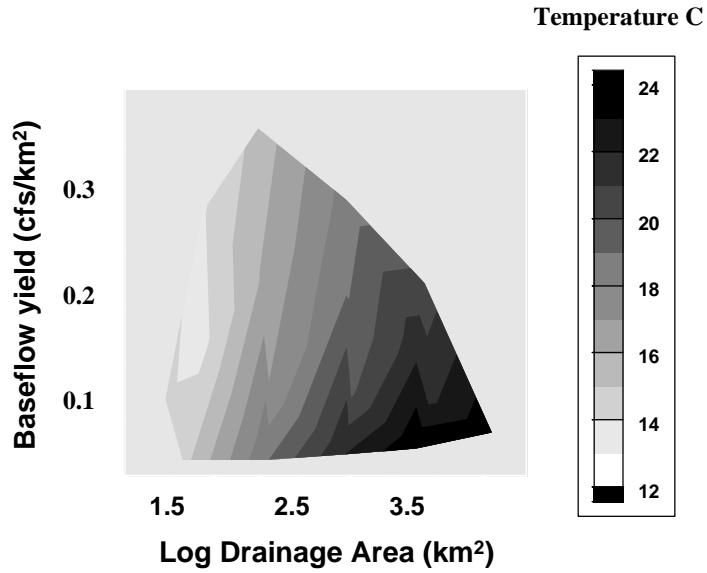 Temperature C
24
22
20
18
16
14
12
Baseflow yield (cfs/km²)
0.3
0.2
0.1
1.5 2.5 3.5
Log Drainage Area (km²)